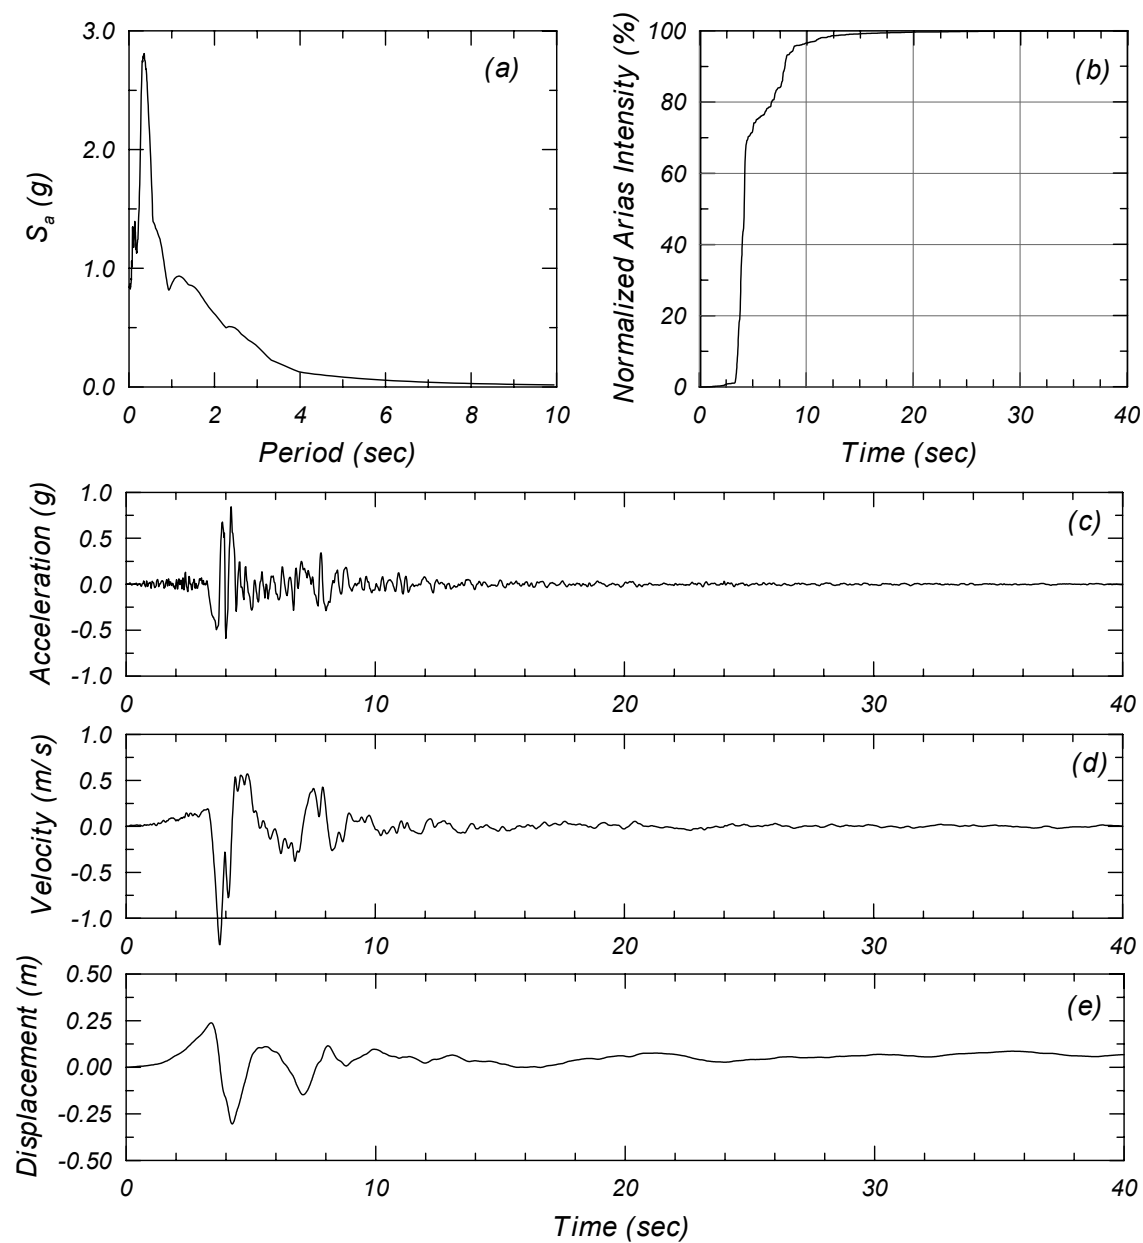 3.0
2.0
1.0
0.0
S_a (g)
(a)
0 2 4 6 8 10
Period (sec)
100
80
60
40
20
0
Normalized Arias Intensity (%)
(b)
0 10 20 30 40
Time (sec)
1.0
0.5
0.0
-0.5
-1.0
Acceleration (g)
(c)
0 10 20 30 40
1.0
0.5
0.0
-0.5
-1.0
Velocity (m/s)
(d)
0 10 20 30 40
0.50
0.25
0.00
-0.25
-0.50
Displacement (m)
(e)
0 10 20 30 40
Time (sec)